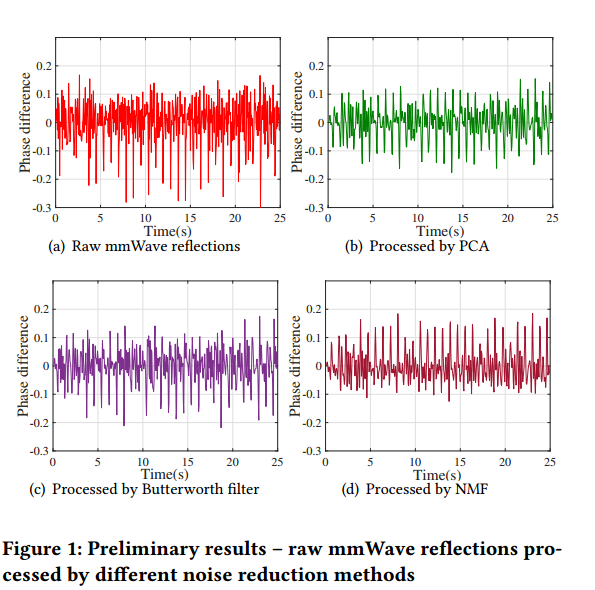 0.2
0.1
0
-0.1
-0.2
-0.3
Phase difference
0 5 10 15 20 25
Time(s)
(a) Raw mmWave reflections
0.2
0.1
0
-0.1
-0.2
-0.3
Phase difference
0 5 10 15 20 25
Time(s)
(b) Processed by PCA
0.2
0.1
0
-0.1
-0.2
-0.3
Phase difference
0 5 10 15 20 25
Time(s)
(c) Processed by Butterworth filter
0.2
0.1
0
-0.1
-0.2
-0.3
Phase difference
0 5 10 15 20 25
Time(s)
(d) Processed by NMF
Figure 1: Preliminary results – raw mmWave reflections pro-
cessed by different noise reduction methods